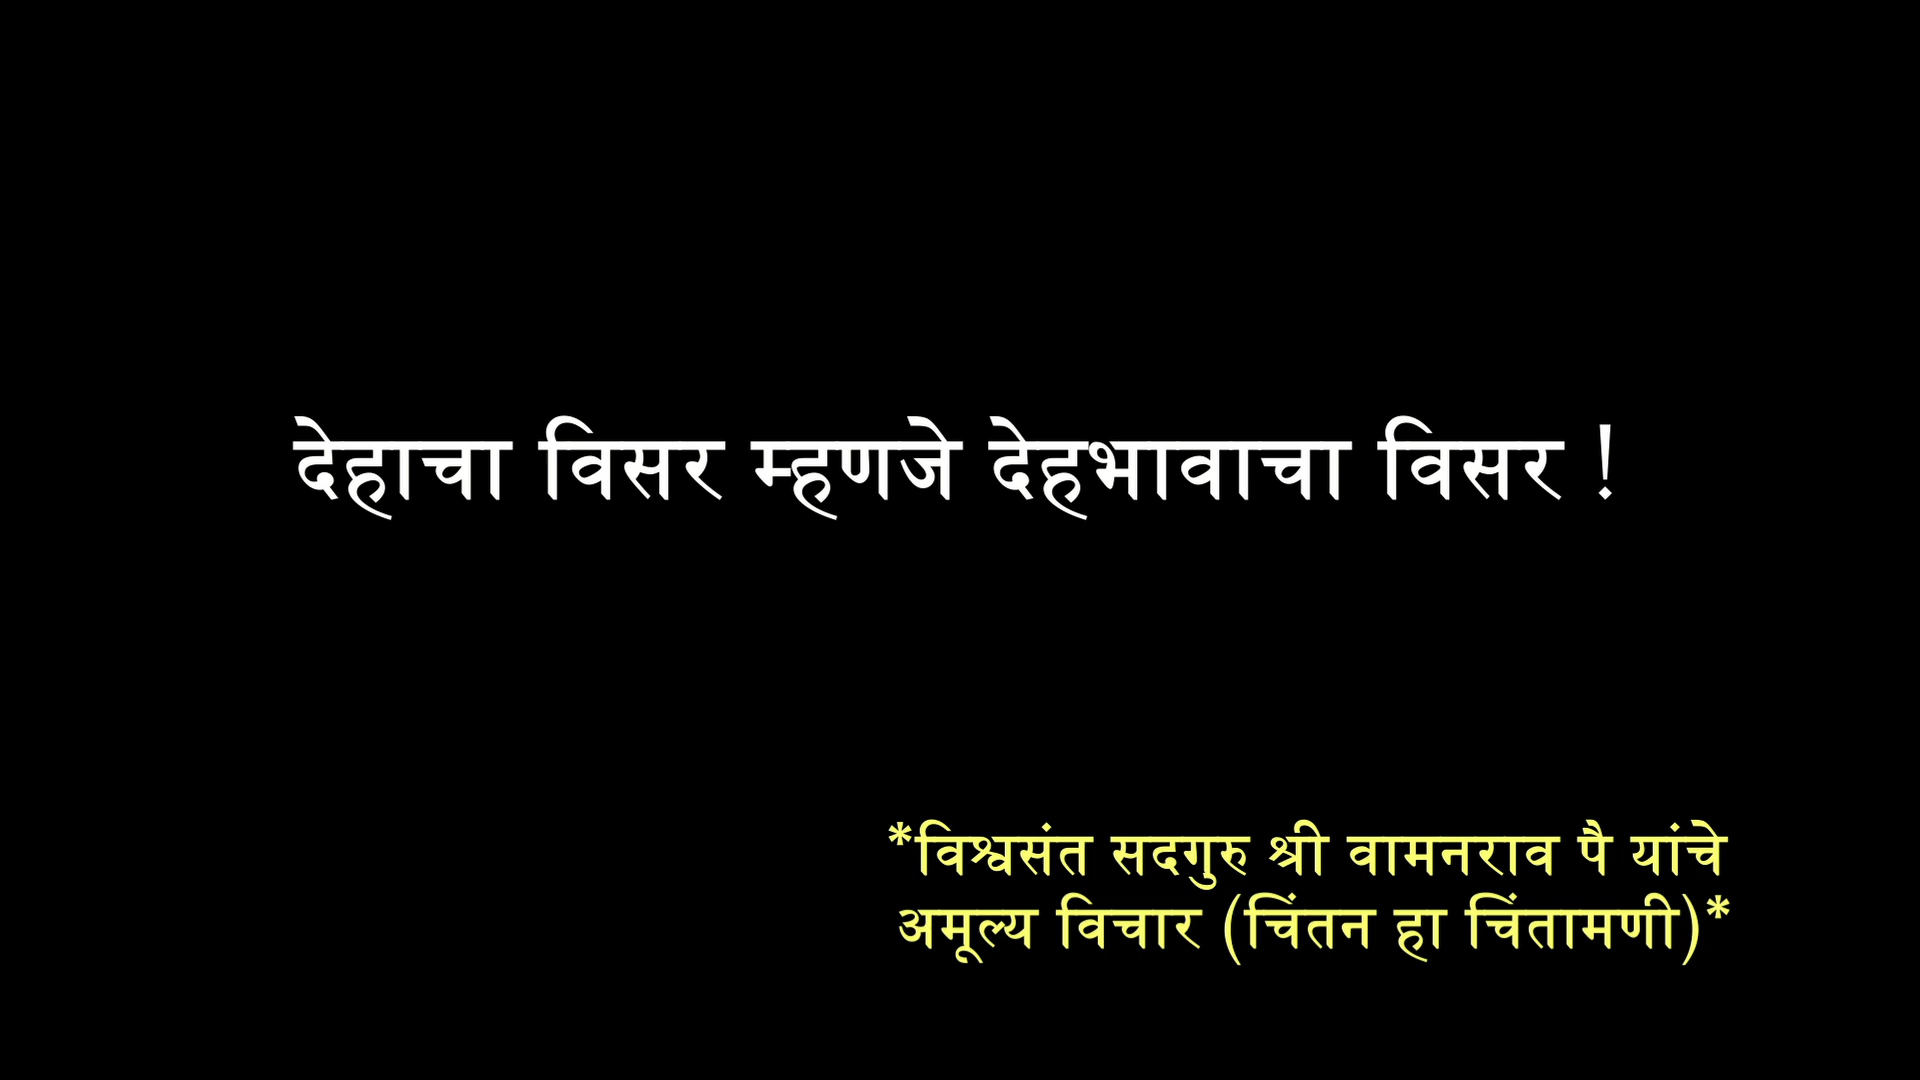 देहाचा विसर म्हणजे देहभावाचा विसर !
*विश्वसंत सदगुरु श्री वामनराव पै यांचे
अमूल्य विचार (चिंतन हा चिंतामणी)*